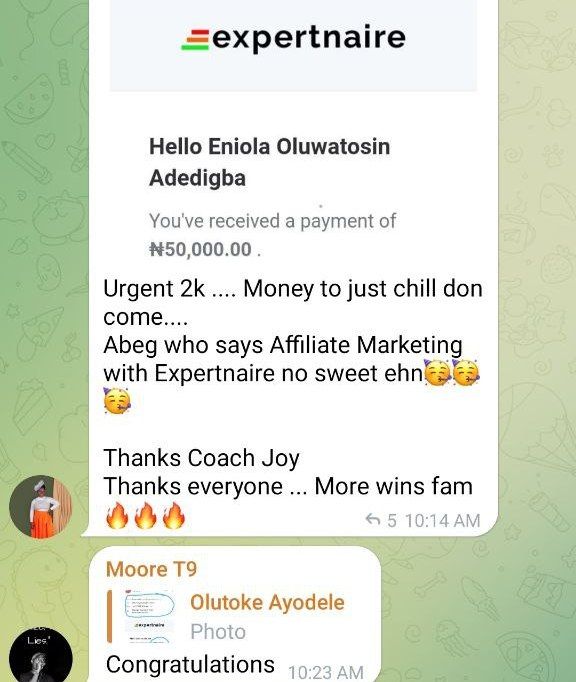 expertnaire
Hello Eniola Oluwatosin
Adedigba
You've received a payment of
₦50,000.00 .
Urgent 2k .... Money to just chill don
come....
Abeg who says Affiliate Marketing
with Expertnaire no sweet ehn🥳🥳
🥳
Thanks Coach Joy
Thanks everyone ... More wins fam
🔥🔥🔥
5 10:14 AM
Moore T9
Olutoke Ayodele
Photo
Lies'
Congratulations 10:23 AM